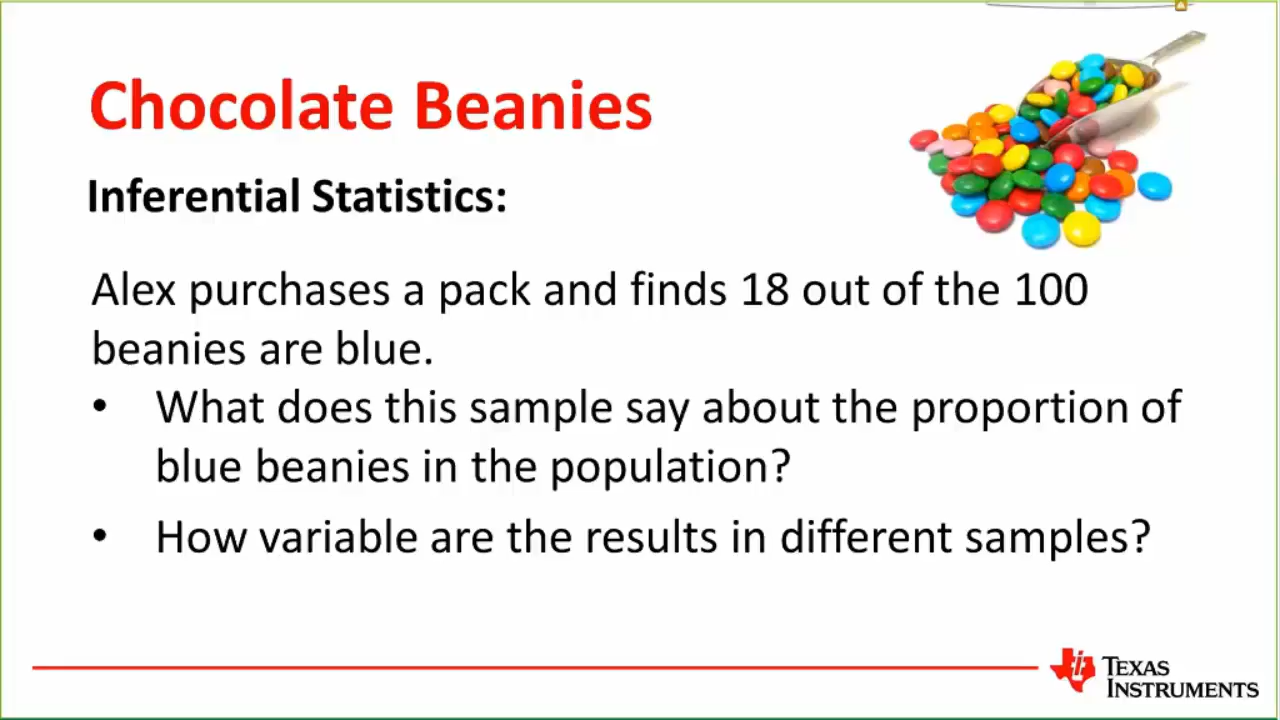 Chocolate Beanies
Inferential Statistics:
Alex purchases a pack and finds 18 out of the 100
beanies are blue.
• What does this sample say about the proportion of
blue beanies in the population?
• How variable are the results in different samples?
TEXAS
INSTRUMENTS